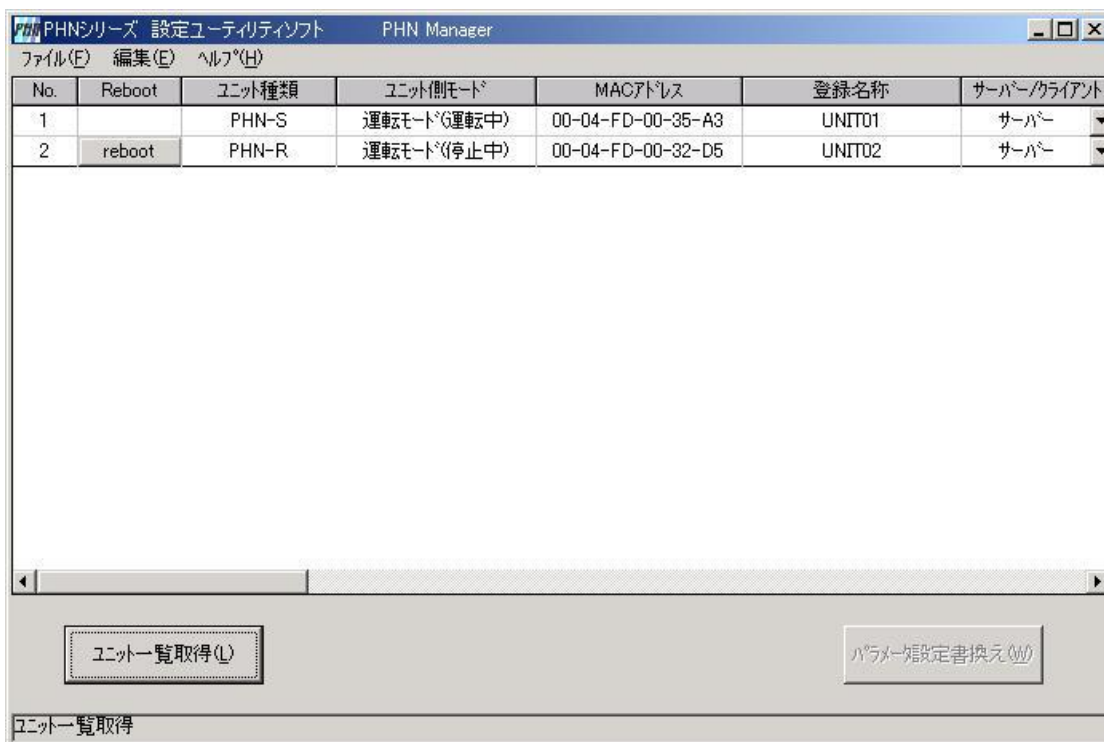 PHN PHNシリーズ 設定ユーティリティソフト PHN Manager
ファイル(F) 編集(E) ヘルプ(H)
No. Reboot ユニット種類 ユニット側モード MACアドレス 登録名称 サーバー/クライアント
1 PHN-S 運転モード(運転中) 00-04-FD-00-35-A3 UNIT01 サーバー
2 reboot PHN-R 運転モード(停止中) 00-04-FD-00-32-D5 UNIT02 サーバー
ユニット一覧取得(L) パラメータ設定書換え(W)
ユニット一覧取得